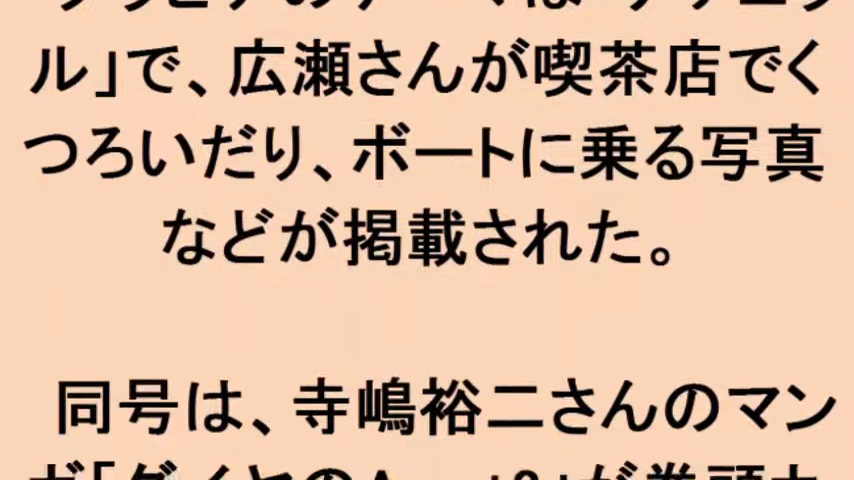 ル」で、広瀬さんが喫茶店でく
つろいだり、ボートに乗る写真
などが掲載された。
同号は、寺嶋裕二さんのマン